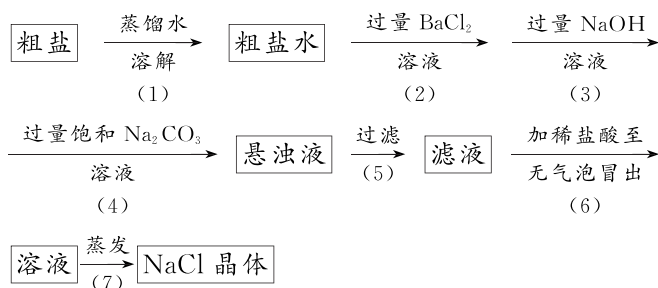 蒸馏水 过量 BaCl₂ 过量 NaOH
粗盐 粗盐水
溶解 溶液 溶液
(1) (2) (3)
过量饱和 Na₂CO₃ 过滤 加稀盐酸至
悬浊液 滤液
溶液 (5) 无气泡冒出
(4) (6)
溶液 蒸发 NaCl 晶体
(7)